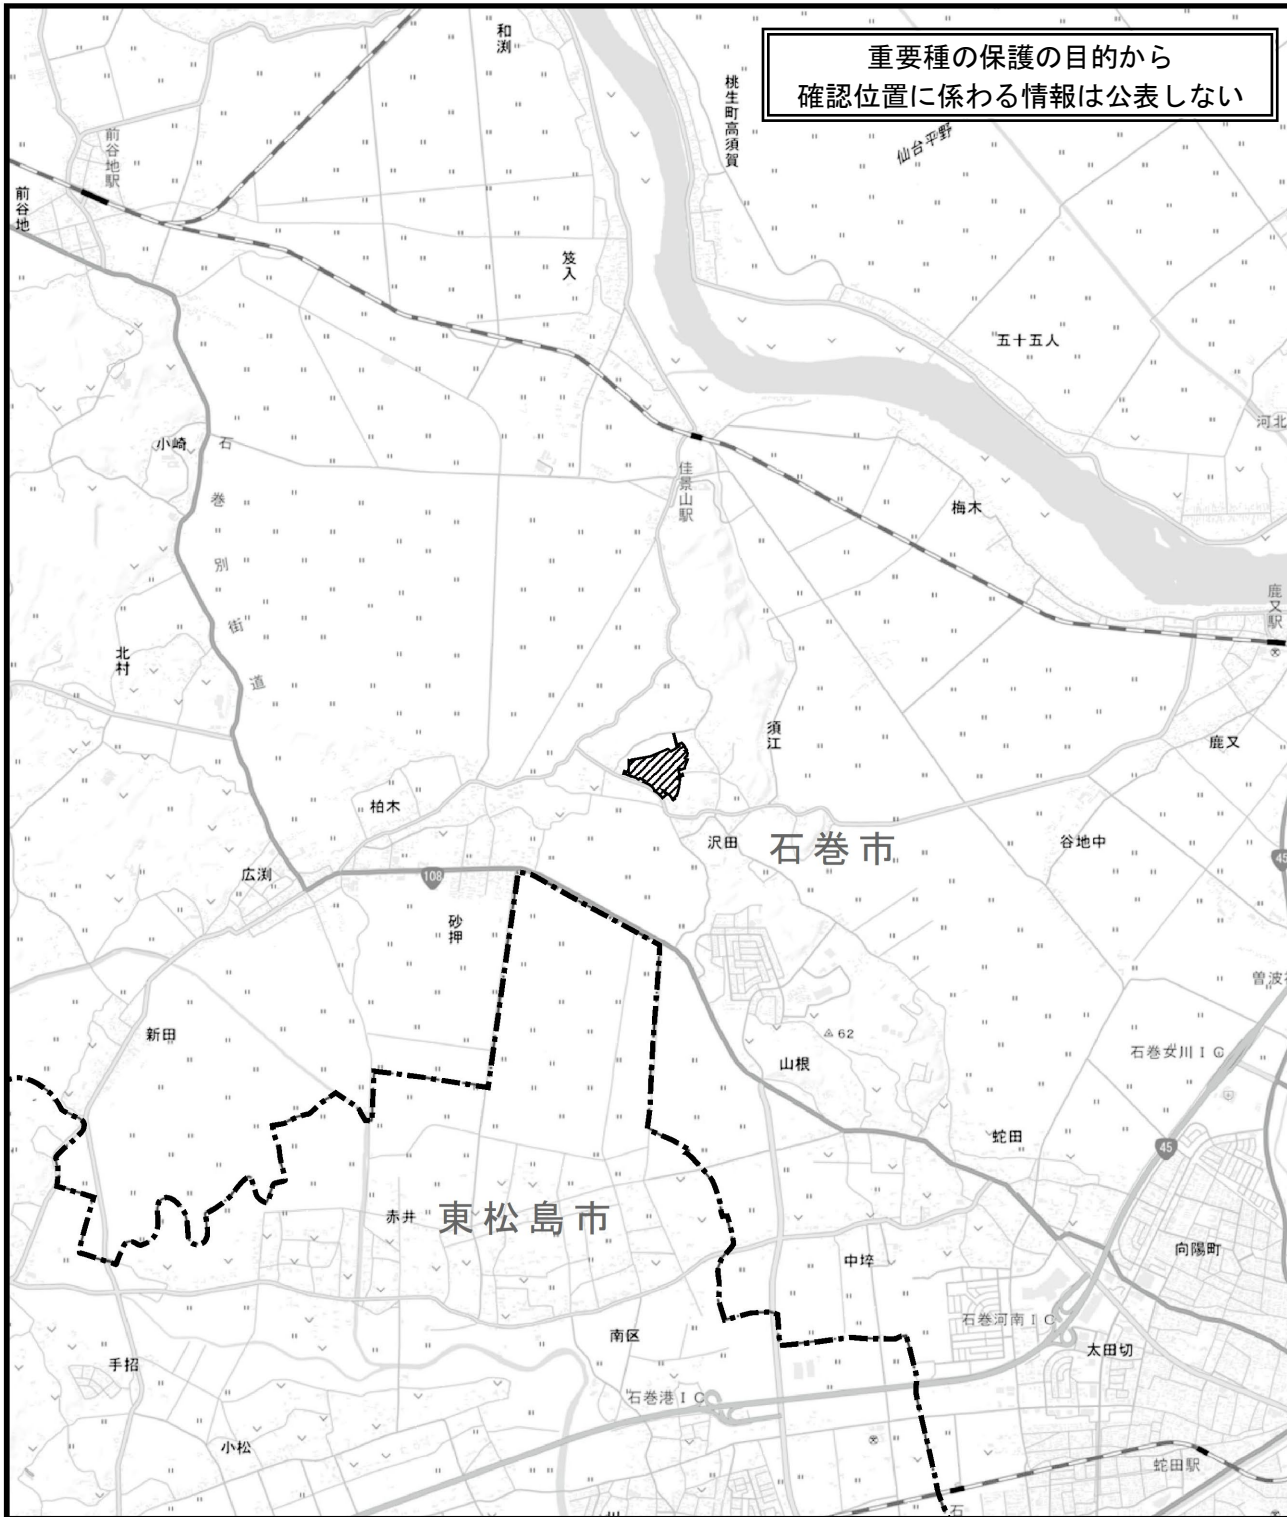 重要種の保護の目的から
確認位置に係わる情報は公表しない
和渕
桃生町高須賀
仙台平野
前谷地駅
前谷地
笈入
五十五人
河北
小崎
石巻別街道
佳景山駅
梅木
鹿又駅
北村
須江
鹿又
柏木
沢田
石巻市
谷地中
45
広渕
108
砂押
曽波
新田
62
山根
石巻女川IC
蛇田
45
赤井
東松島市
中埣
向陽町
石巻河南IC
南区
太田切
手招
石巻港IC
小松
蛇田駅
石